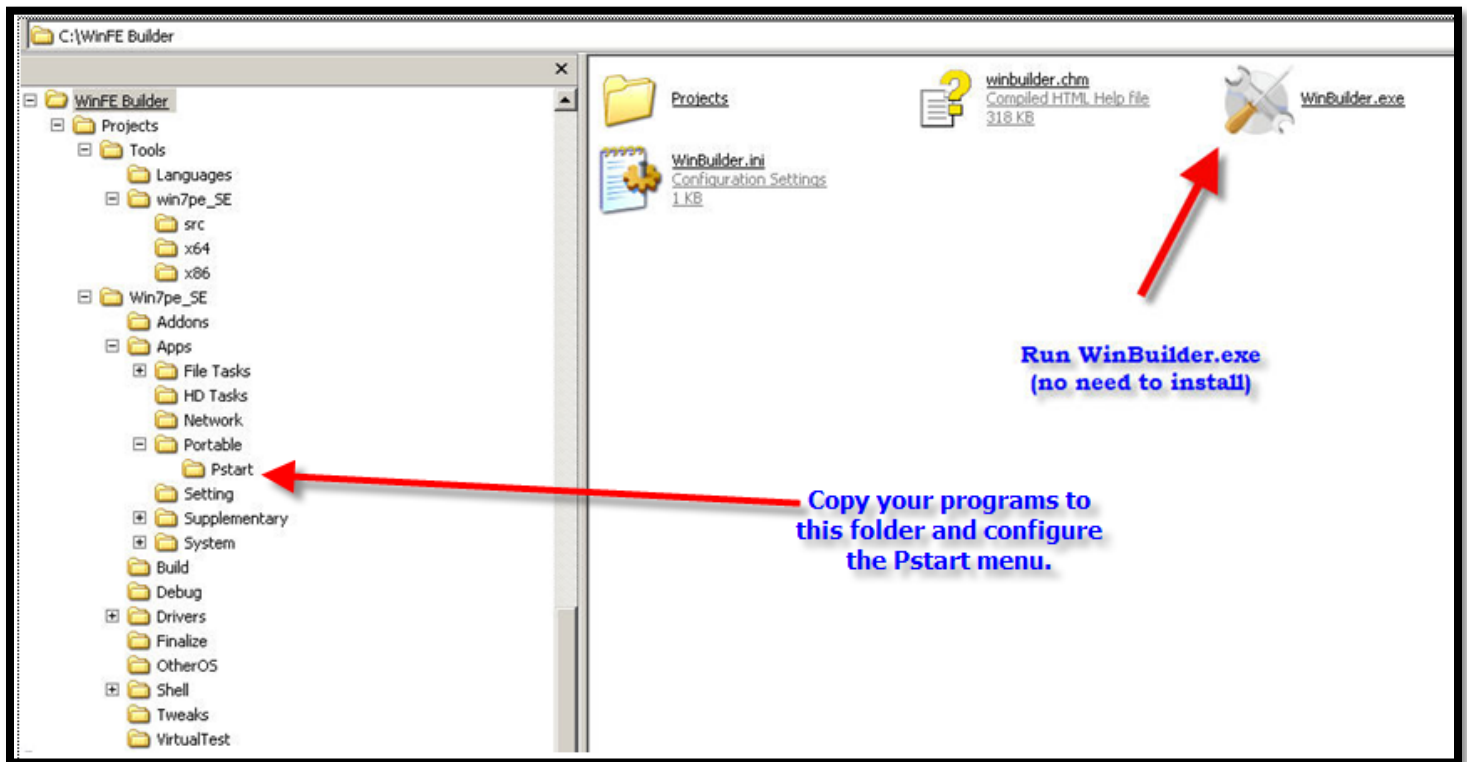 C:\WinFE Builder
WinFE Builder
Projects
Tools
Languages
win7pe_SE
src
x64
x86
Win7pe_SE
Addons
Apps
File Tasks
HD Tasks
Network
Portable
Pstart
Setting
Supplementary
System
Build
Debug
Drivers
Finalize
OtherOS
Shell
Tweaks
VirtualTest
Projects
winbuilder.chm
Compiled HTML Help file
318 KB
WinBuilder.exe
WinBuilder.ini
Configuration Settings
1 KB
Run WinBuilder.exe
(no need to install)
Copy your programs to
this folder and configure
the Pstart menu.